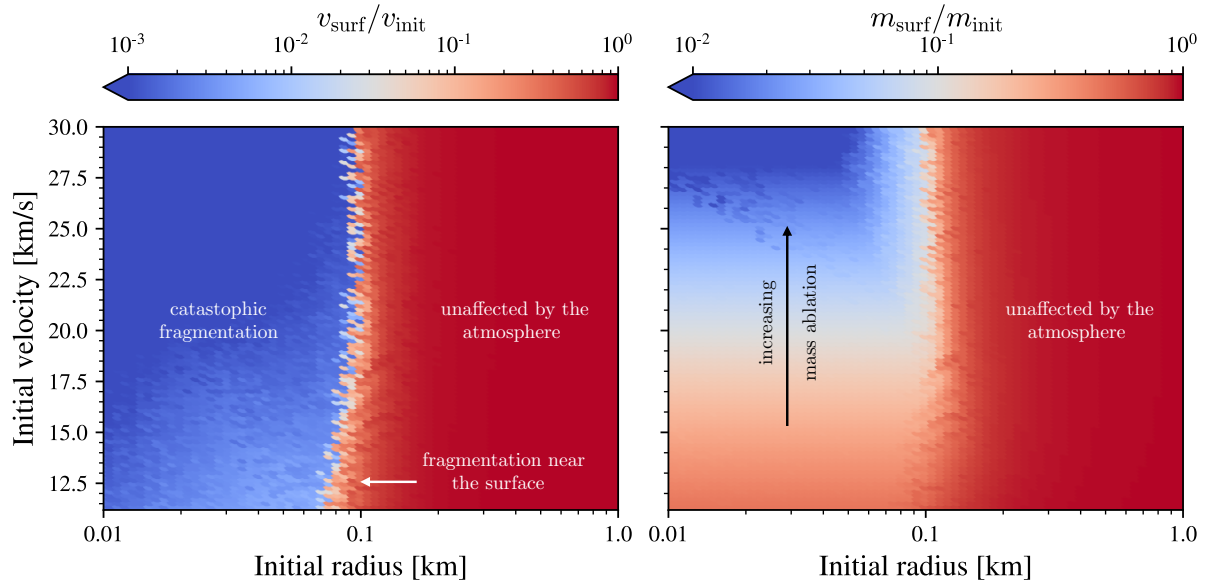 v_surf/v_init
10^-3 10^-2 10^-1 10^0
m_surf/m_init
10^-2 10^-1 10^0
Initial velocity [km/s]
30.0
27.5
25.0
22.5
20.0
17.5
15.0
12.5
catastophic
fragmentation
unaffected by the
atmosphere
fragmentation near
the surface
0.01 0.1 1.0
Initial radius [km]
increasing
mass ablation
unaffected by the
atmosphere
0.01 0.1 1.0
Initial radius [km]